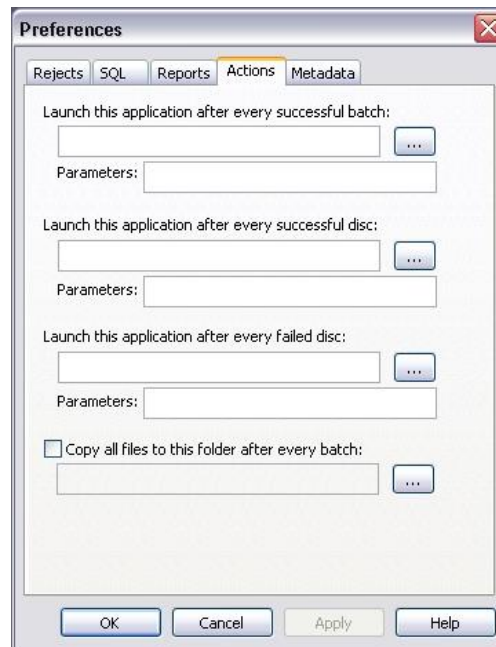 Preferences
Rejects SQL Reports Actions Metadata
Launch this application after every successful batch:
...
Parameters:
Launch this application after every successful disc:
...
Parameters:
Launch this application after every failed disc:
...
Parameters:
Copy all files to this folder after every batch:
...
OK Cancel Apply Help